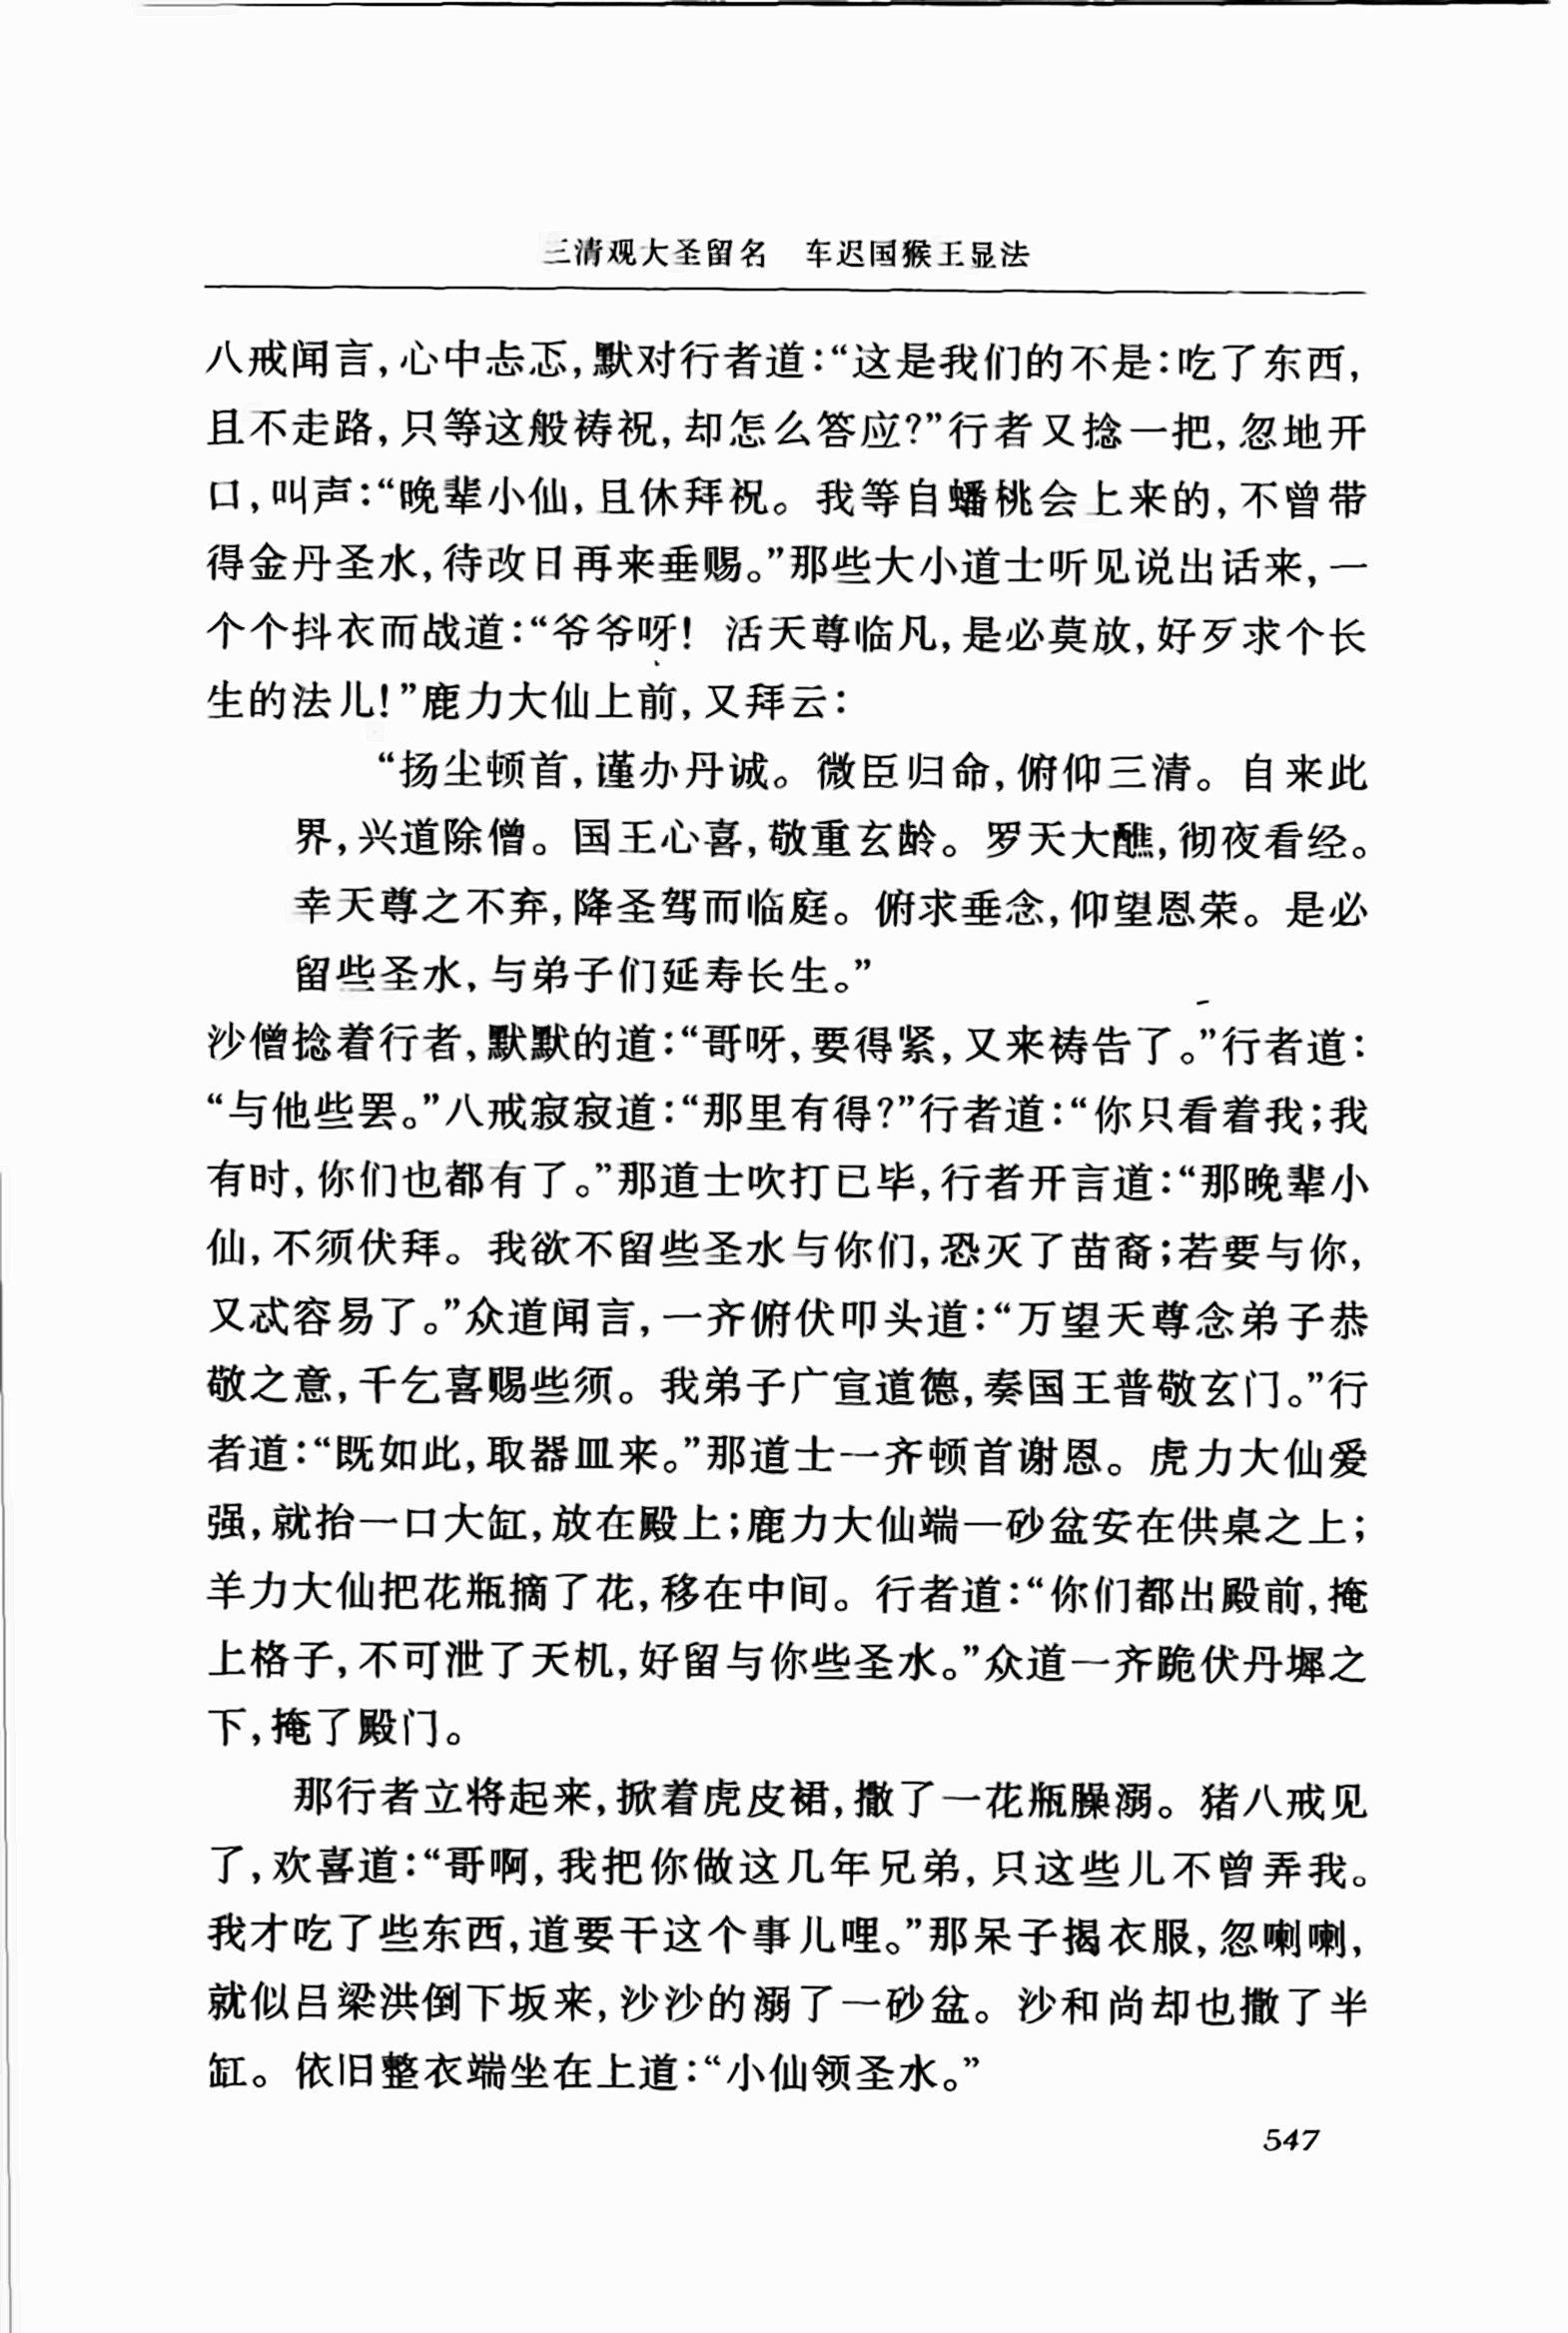 三清观大圣留名　车迟国猴王显法
八戒闻言,心中忐忑,默对行者道:“这是我们的不是:吃了东西,
且不走路,只等这般祷祝,却怎么答应?”行者又捻一把,忽地开
口,叫声:“晚辈小仙,且休拜祝。我等自蟠桃会上来的,不曾带
得金丹圣水,待改日再来垂赐。”那些大小道士听见说出话来,一
个个抖衣而战道:“爷爷呀! 活天尊临凡,是必莫放,好歹求个长
生的法儿!”鹿力大仙上前,又拜云:
“扬尘顿首,谨办丹诚。微臣归命,俯仰三清。自来此
界,兴道除僧。国王心喜,敬重玄龄。罗天大醮,彻夜看经。
幸天尊之不弃,降圣驾而临庭。俯求垂念,仰望恩荣。是必
留些圣水,与弟子们延寿长生。”
沙僧捻着行者,默默的道:“哥呀,要得紧,又来祷告了。”行者道:
“与他些罢。”八戒寂寂道:“那里有得?”行者道:“你只看着我;我
有时,你们也都有了。”那道士吹打已毕,行者开言道:“那晚辈小
仙,不须伏拜。我欲不留些圣水与你们,恐灭了苗裔;若要与你,
又忒容易了。”众道闻言,一齐俯伏叩头道:“万望天尊念弟子恭
敬之意,千乞喜赐些须。我弟子广宣道德,奏国王普敬玄门。”行
者道:“既如此,取器皿来。”那道士一齐顿首谢恩。虎力大仙爱
强,就抬一口大缸,放在殿上;鹿力大仙端一砂盆安在供桌之上;
羊力大仙把花瓶摘了花,移在中间。行者道:“你们都出殿前,掩
上格子,不可泄了天机,好留与你些圣水。”众道一齐跪伏丹墀之
下,掩了殿门。
那行者立将起来,掀着虎皮裙,撒了一花瓶臊溺。猪八戒见
了,欢喜道:“哥啊,我把你做这几年兄弟,只这些儿不曾弄我。
我才吃了些东西,道要干这个事儿哩。”那呆子揭衣服,忽喇喇,
就似吕梁洪倒下坂来,沙沙的溺了一砂盆。沙和尚却也撒了半
缸。依旧整衣端坐在上道:“小仙领圣水。”
547